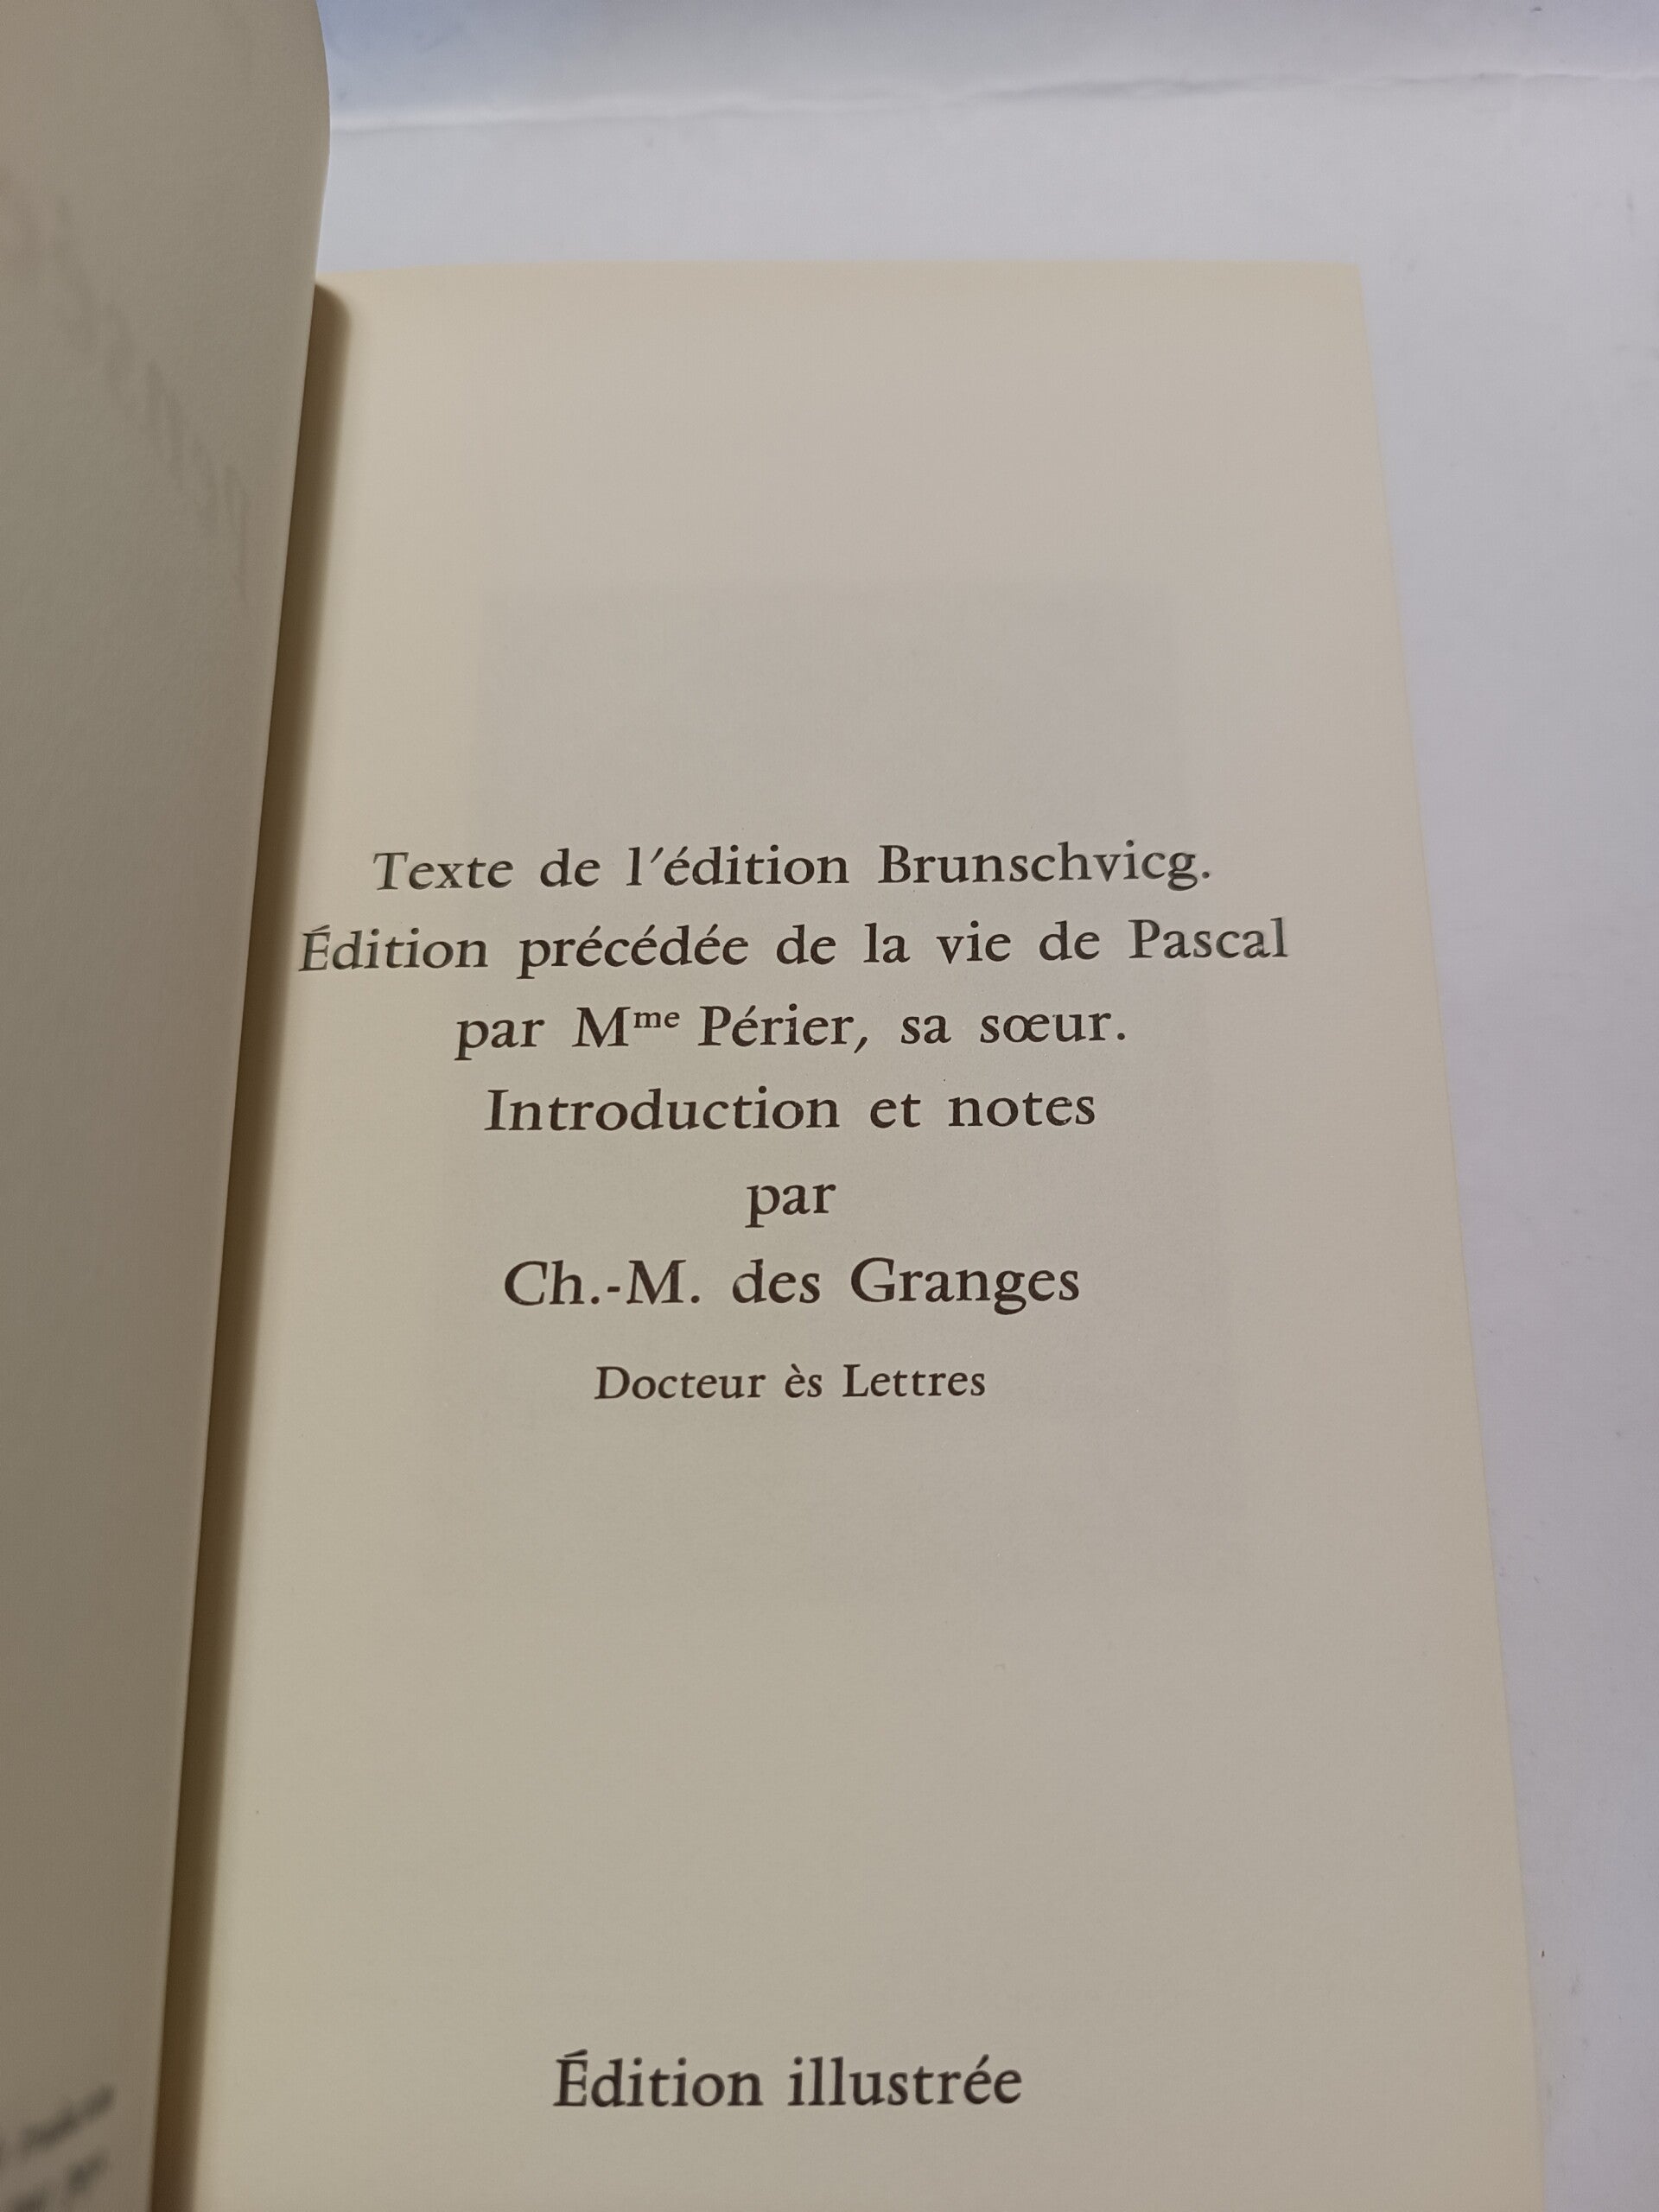 Texte de l'édition Brunschvicg.
Édition précédée de la vie de Pascal
par Mme Périer, sa sœur.
Introduction et notes
par
Ch.-M. des Granges
Docteur ès Lettres
Édition illustrée